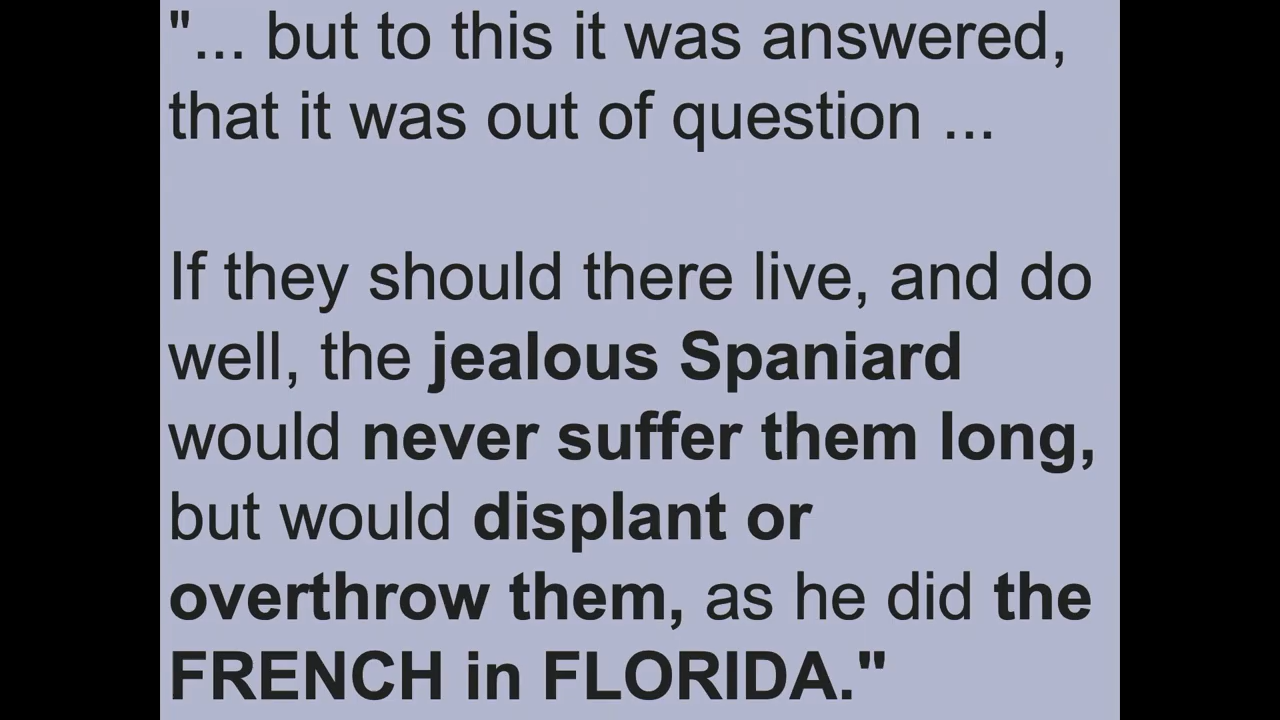 "... but to this it was answered,
that it was out of question ...
If they should there live, and do
well, the jealous Spaniard
would never suffer them long,
but would displant or
overthrow them, as he did the
FRENCH in FLORIDA."